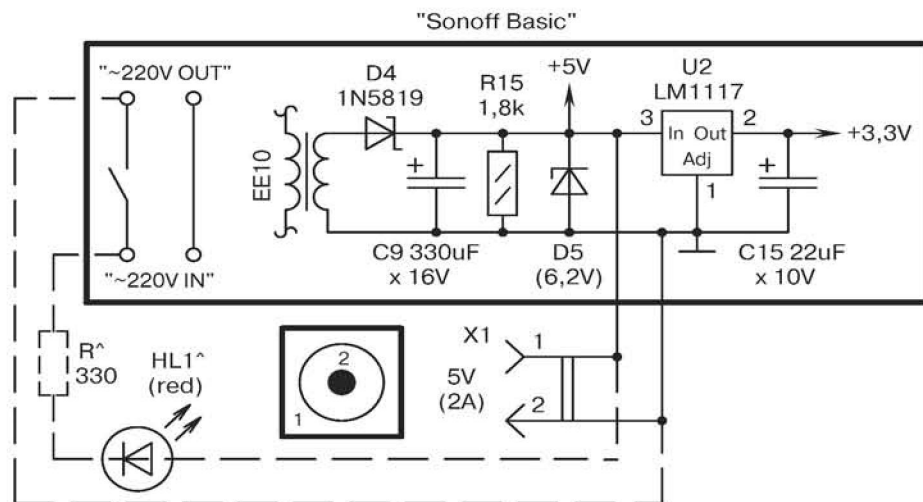 "Sonoff Basic"
"~220V OUT"
D4
1N5819
R15
1,8k
+5V
U2
LM1117
3
In Out
2
Adj
1
+3,3V
EE10
+
+
C9 330uF
x 16V
D5
(6,2V)
C15 22uF
x 10V
"~220V IN"
R^
330
HL1^
(red)
2
1
X1
1
5V
(2A)
2